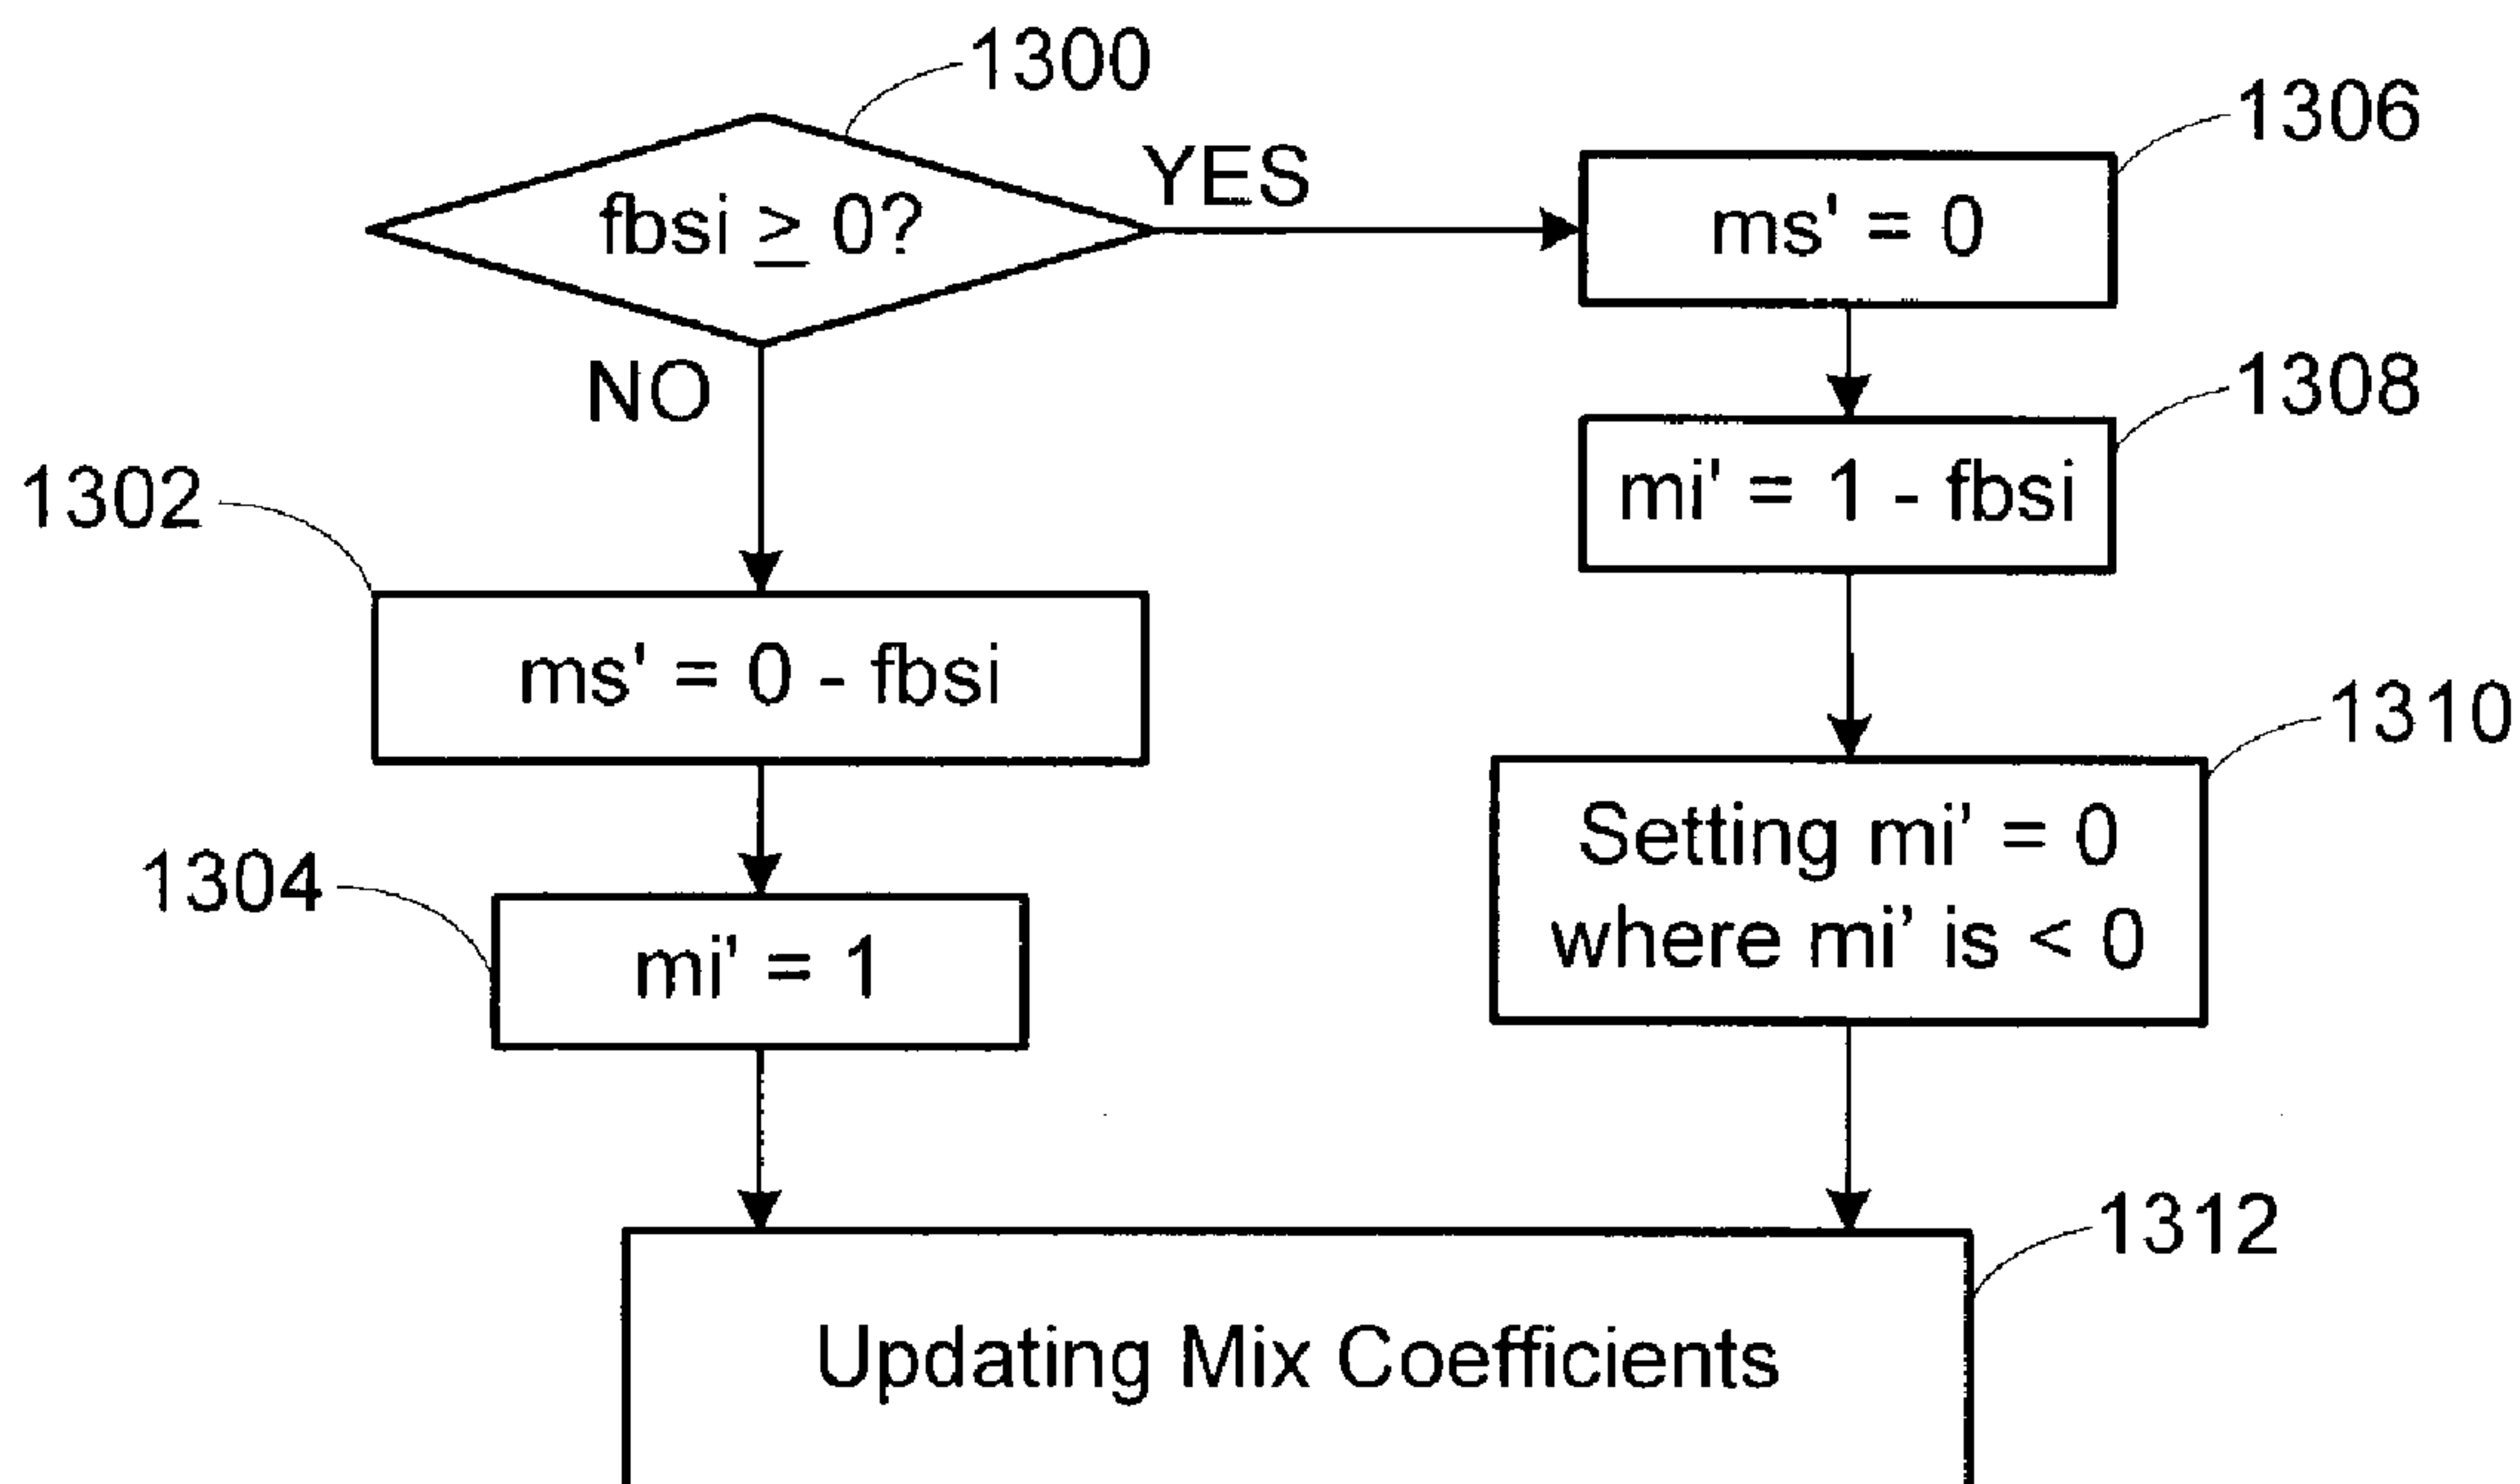 1300
fbsi ≥ 0?
YES
NO
1306
ms' = 0
1308
mi' = 1 - fbsi
1302
ms' = 0 - fbsi
1304
mi' = 1
1310
Setting mi’ = 0
where mi’ is < 0
1312
Updating Mix Coefficients